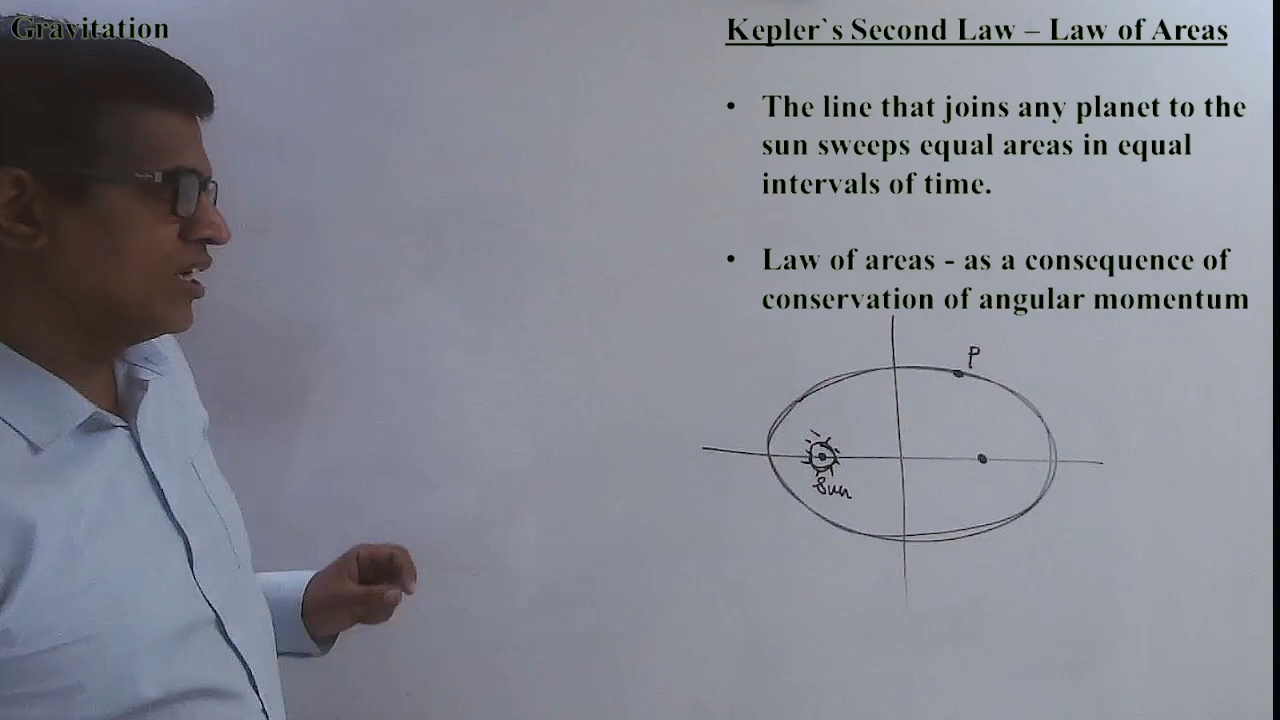 Gravitation
Kepler`s Second Law – Law of Areas
• The line that joins any planet to the
sun sweeps equal areas in equal
intervals of time.
• Law of areas - as a consequence of
conservation of angular momentum
P
Sun